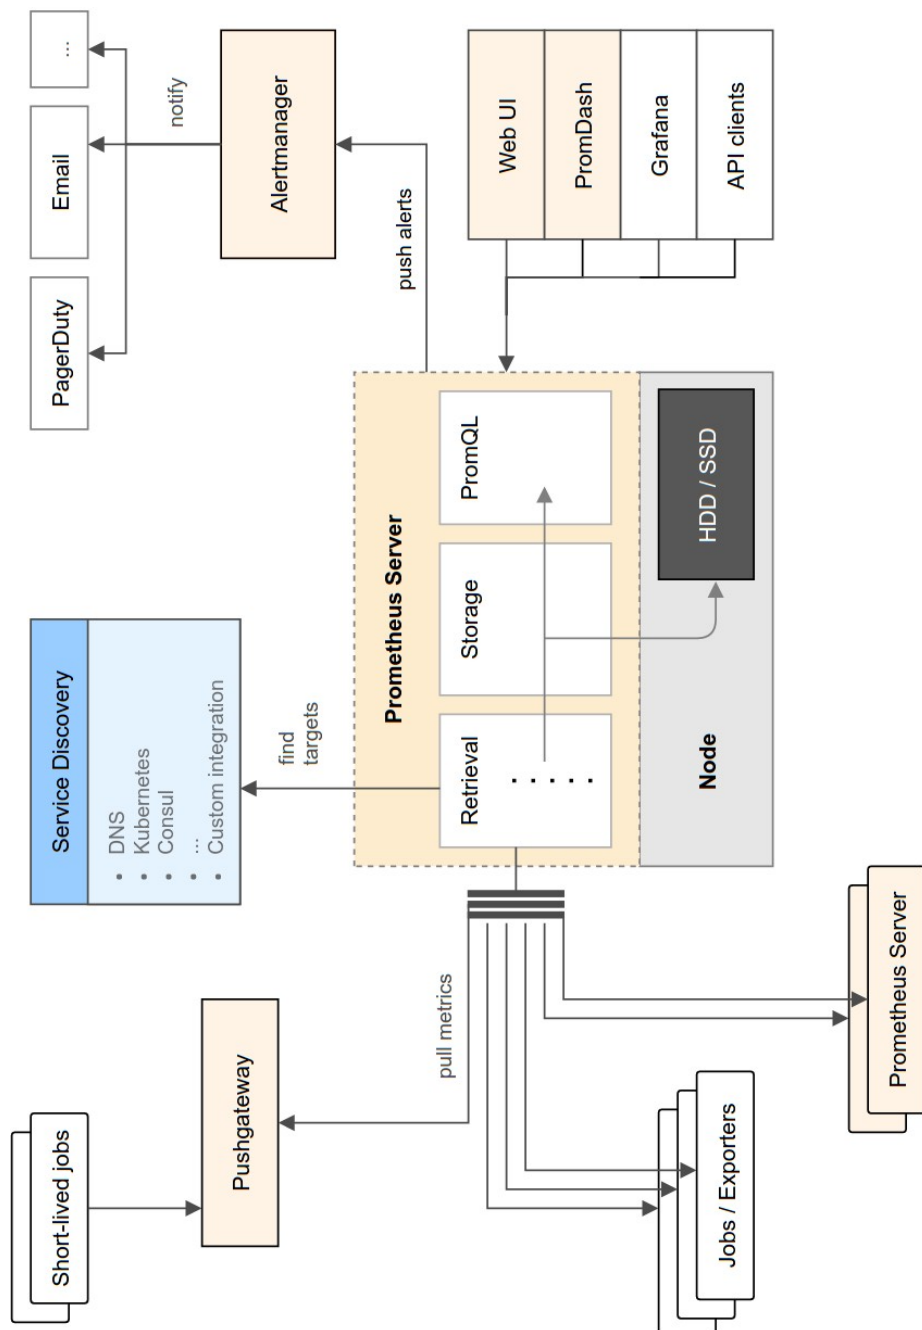 Short-lived jobs
Pushgateway
Service Discovery
• DNS
• Kubernetes
• Consul
• ...
• Custom integration
find
targets
PagerDuty
Email
...
notify
Alertmanager
push alerts
pull metrics
Prometheus Server
Retrieval
Storage
PromQL
Node
HDD / SSD
Web UI
PromDash
Grafana
API clients
Jobs / Exporters
Prometheus Server